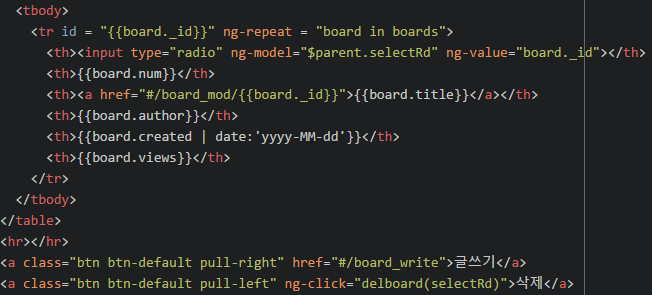 <tbody>
<tr id = "{{board._id}}" ng-repeat = "board in boards">
<th><input type="radio" ng-model="$parent.selectRd" ng-value="board._id"></th>
<th>{{board.num}}</th>
<th><a href="#/board_mod/{{board._id}}">{{board.title}}</a></th>
<th>{{board.author}}</th>
<th>{{board.created | date:'yyyy-MM-dd'}}</th>
<th>{{board.views}}</th>
</tr>
</tbody>
</table>
<hr></hr>
<a class="btn btn-default pull-right" href="#/board_write">글쓰기</a>
<a class="btn btn-default pull-left" ng-click="delboard(selectRd)">삭제</a>